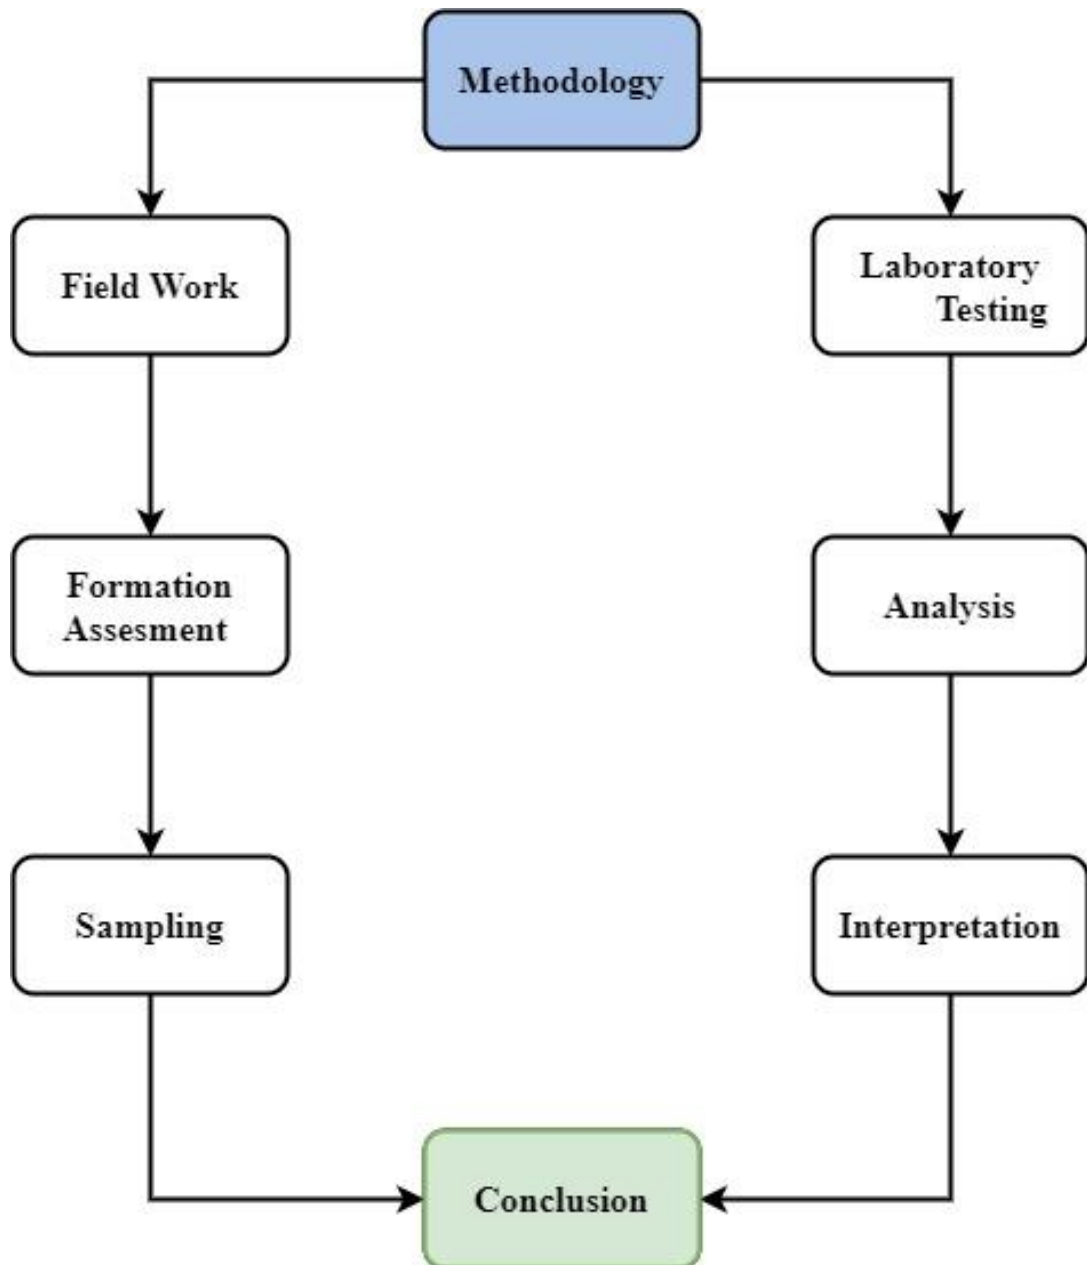 Methodology
Field Work
Laboratory
Testing
Formation
Assesment
Analysis
Sampling
Interpretation
Conclusion